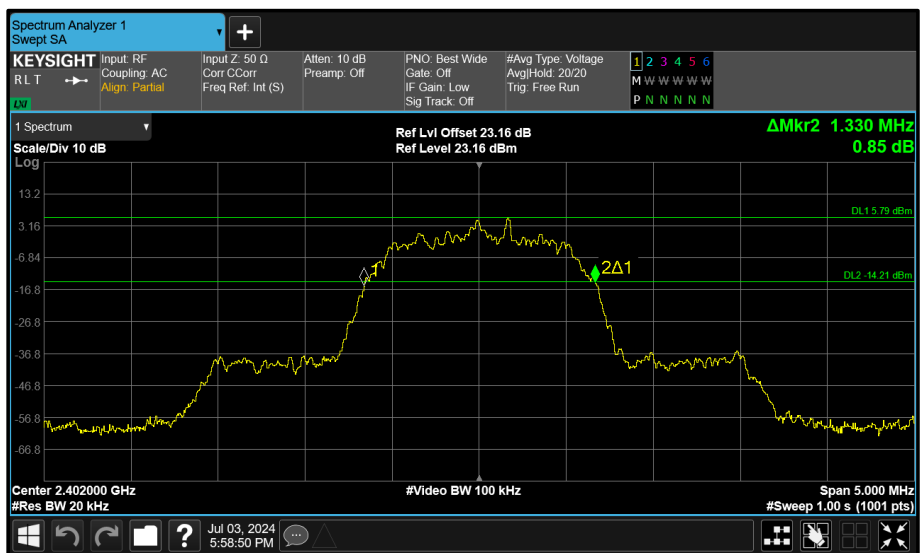 Spectrum Analyzer 1
Swept SA
+
KEYSIGHT
R L T
LXI
Input: RF
Coupling: AC
Align: Partial
Input Z: 50 Ω
Corr CCorr
Freq Ref: Int (S)
Atten: 10 dB
Preamp: Off
PNO: Best Wide
Gate: Off
IF Gain: Low
Sig Track: Off
#Avg Type: Voltage
Avg|Hold: 20/20
Trig: Free Run
1 2 3 4 5 6
M W W W W W
P N N N N N
1 Spectrum
Scale/Div 10 dB
Log
Ref Lvl Offset 23.16 dB
Ref Level 23.16 dBm
ΔMkr2 1.330 MHz
0.85 dB
13.2
DL1 5.79 dBm
3.16
-6.84
1
2Δ1
DL2 -14.21 dBm
-16.8
-26.8
-36.8
-46.8
-56.8
-66.8
Center 2.402000 GHz
#Video BW 100 kHz
Span 5.000 MHz
#Res BW 20 kHz
#Sweep 1.00 s (1001 pts)
?
Jul 03, 2024
5:58:50 PM